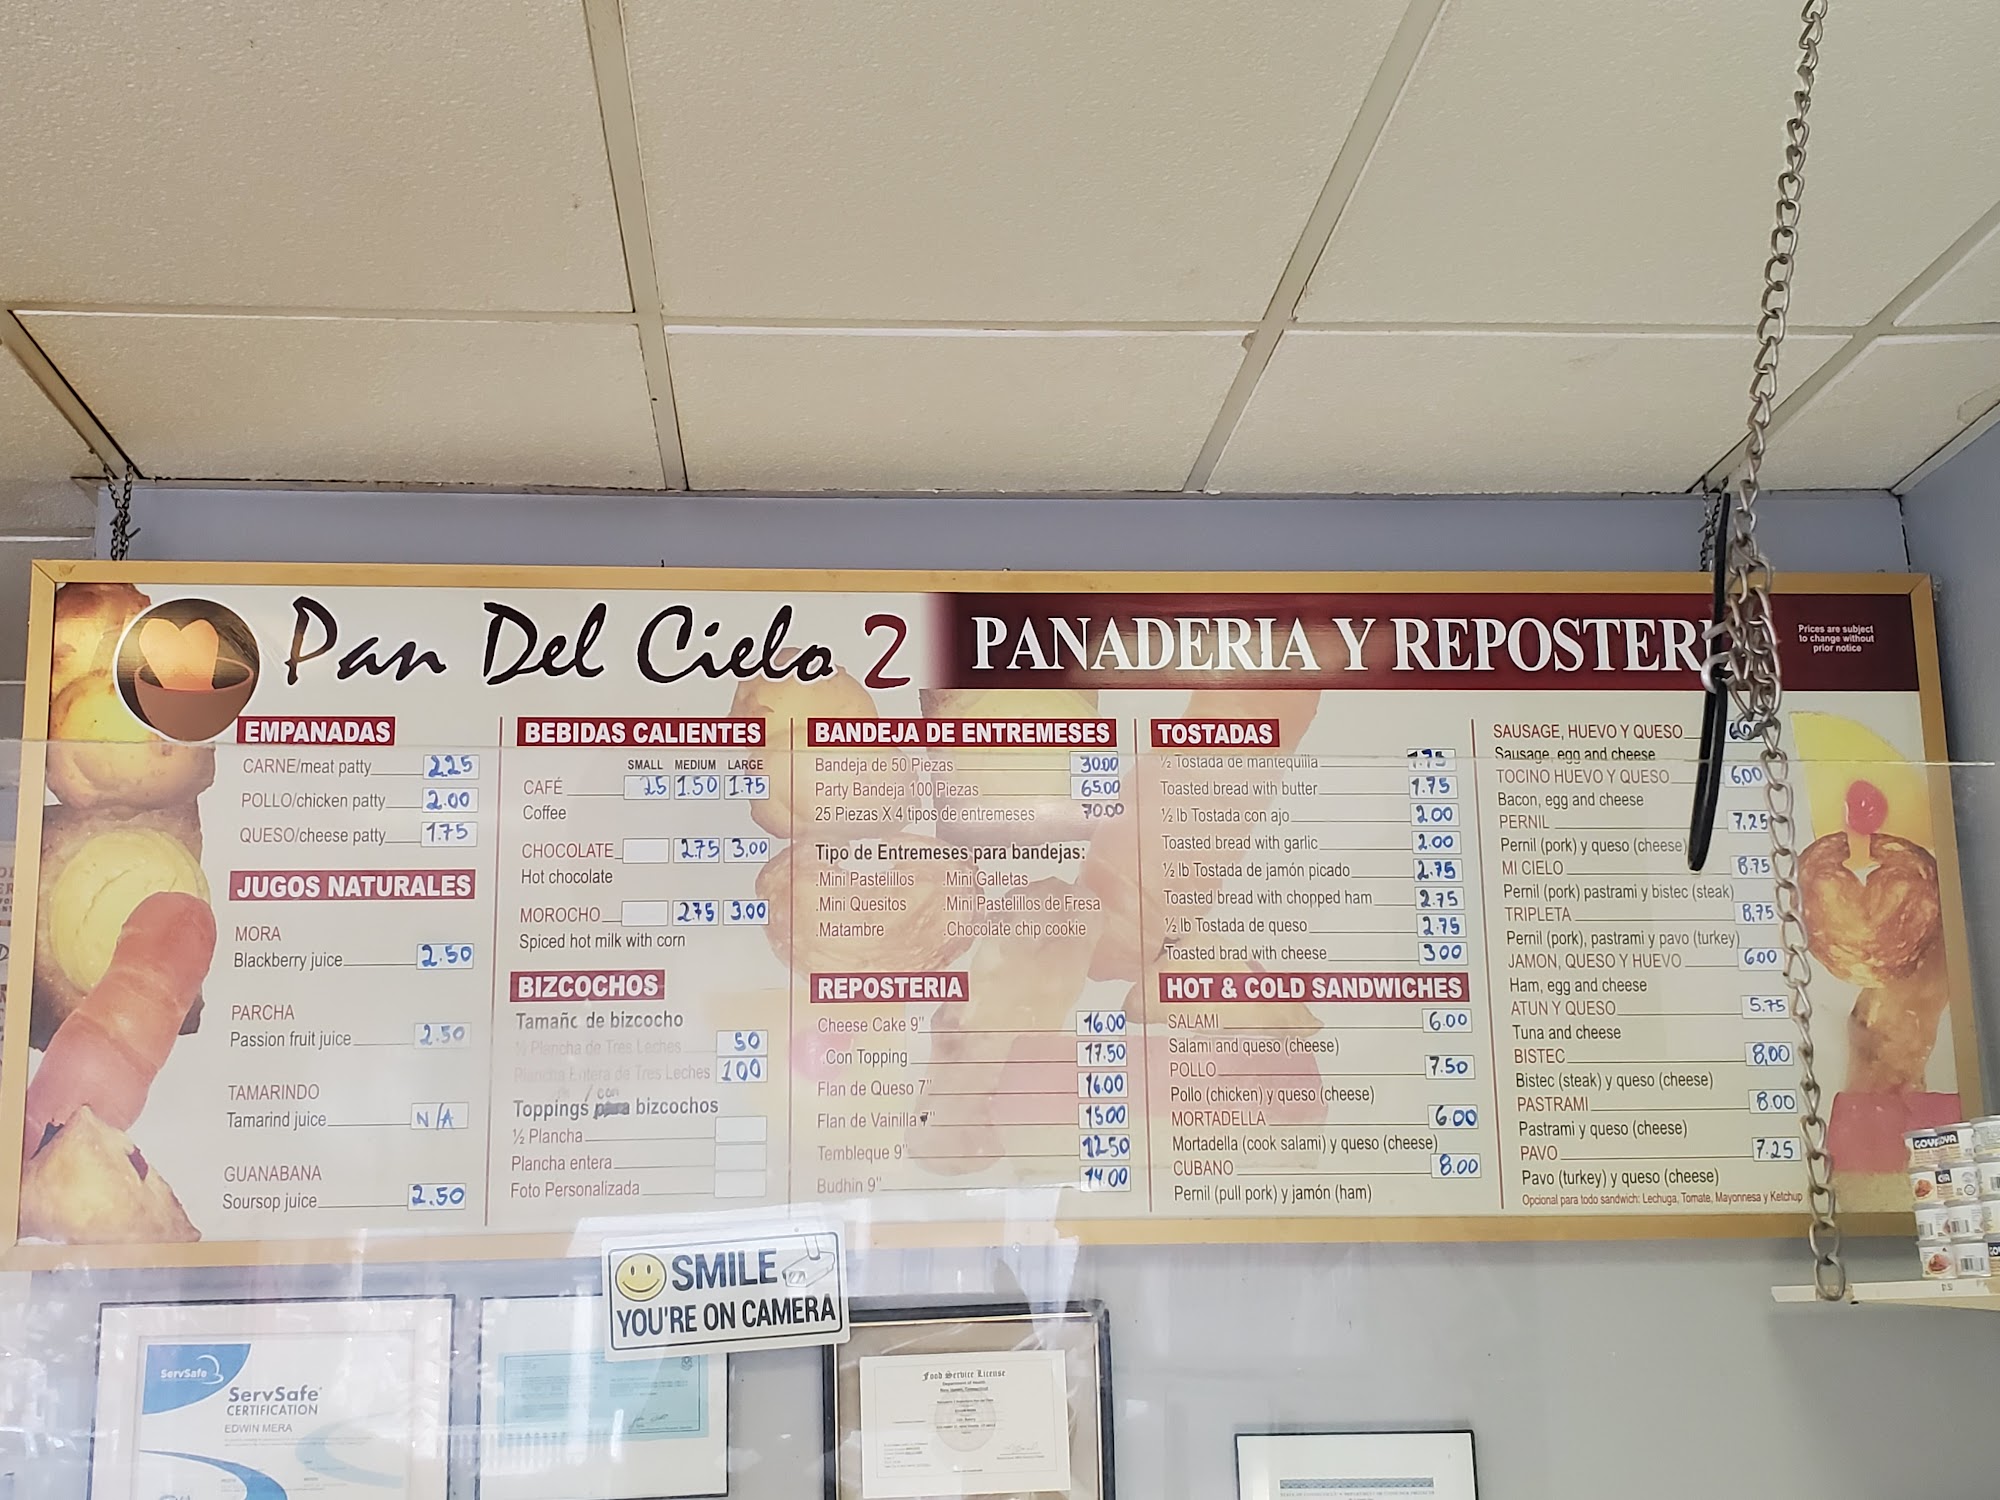 Pan Del Cielo 2
PANADERIA Y REPOSTERI
Prices are subject
to change without
prior notice
EMPANADAS
CARNE/meat patty 2.25
POLLO/chicken patty 2.00
QUESO/cheese patty 1.75
JUGOS NATURALES
MORA
Blackberry juice 2.50
PARCHA
Passion fruit juice 2.50
TAMARINDO
Tamarind juice N/A
GUANABANA
Soursop juice 2.50
BEBIDAS CALIENTES
SMALL MEDIUM LARGE
CAFÉ 25 1.50 1.75
Coffee
CHOCOLATE 2.75 3.00
Hot chocolate
MOROCHO 2.75 3.00
Spiced hot milk with corn
BIZCOCHOS
Tamaño de bizcocho
½ Plancha de Tres Leches 50
Plancha Entera de Tres Leches 100
con
Toppings para bizcochos
½ Plancha
Plancha entera
Foto Personalizada
BANDEJA DE ENTREMESES
Bandeja de 50 Piezas 30.00
Party Bandeja 100 Piezas 65.00
25 Piezas X 4 tipos de entremeses 70.00
Tipo de Entremeses para bandejas:
.Mini Pastelillos .Mini Galletas
.Mini Quesitos .Mini Pastelillos de Fresa
.Matambre .Chocolate chip cookie
REPOSTERIA
Cheese Cake 9" 16.00
Con Topping 17.50
Flan de Queso 7" 16.00
Flan de Vainilla 7" 15.00
Tembleque 9" 12.50
Budhin 9" 14.00
TOSTADAS
½ Tostada de mantequilla 1.75
Toasted bread with butter 1.75
½ lb Tostada con ajo 2.00
Toasted bread with garlic 2.00
½ lb Tostada de jamón picado 2.75
Toasted bread with chopped ham 2.75
½ lb Tostada de queso 2.75
Toasted brad with cheese 3.00
HOT & COLD SANDWICHES
SALAMI 6.00
Salami and queso (cheese)
POLLO 7.50
Pollo (chicken) y queso (cheese)
MORTADELLA 6.00
Mortadella (cook salami) y queso (cheese)
CUBANO 8.00
Pernil (pull pork) y jamón (ham)
SAUSAGE, HUEVO Y QUESO
Sausage, egg and cheese
TOCINO HUEVO Y QUESO 6.00
Bacon, egg and cheese
PERNIL 7.25
Pernil (pork) y queso (cheese)
MI CIELO 8.75
Pernil (pork) pastrami y bistec (steak)
TRIPLETA 8.75
Pernil (pork), pastrami y pavo (turkey)
JAMON, QUESO Y HUEVO 6.00
Ham, egg and cheese
ATUN Y QUESO 5.75
Tuna and cheese
BISTEC 8.00
Bistec (steak) y queso (cheese)
PASTRAMI 8.00
Pastrami y queso (cheese)
PAVO 7.25
Pavo (turkey) y queso (cheese)
Opcional para todo sandwich: Lechuga, Tomate, Mayonnesa y Ketchup
SMILE
YOU'RE ON CAMERA
ServSafe
ServSafe
CERTIFICATION
EDWIN MERA
Food Service License
Department of Health
GOYA